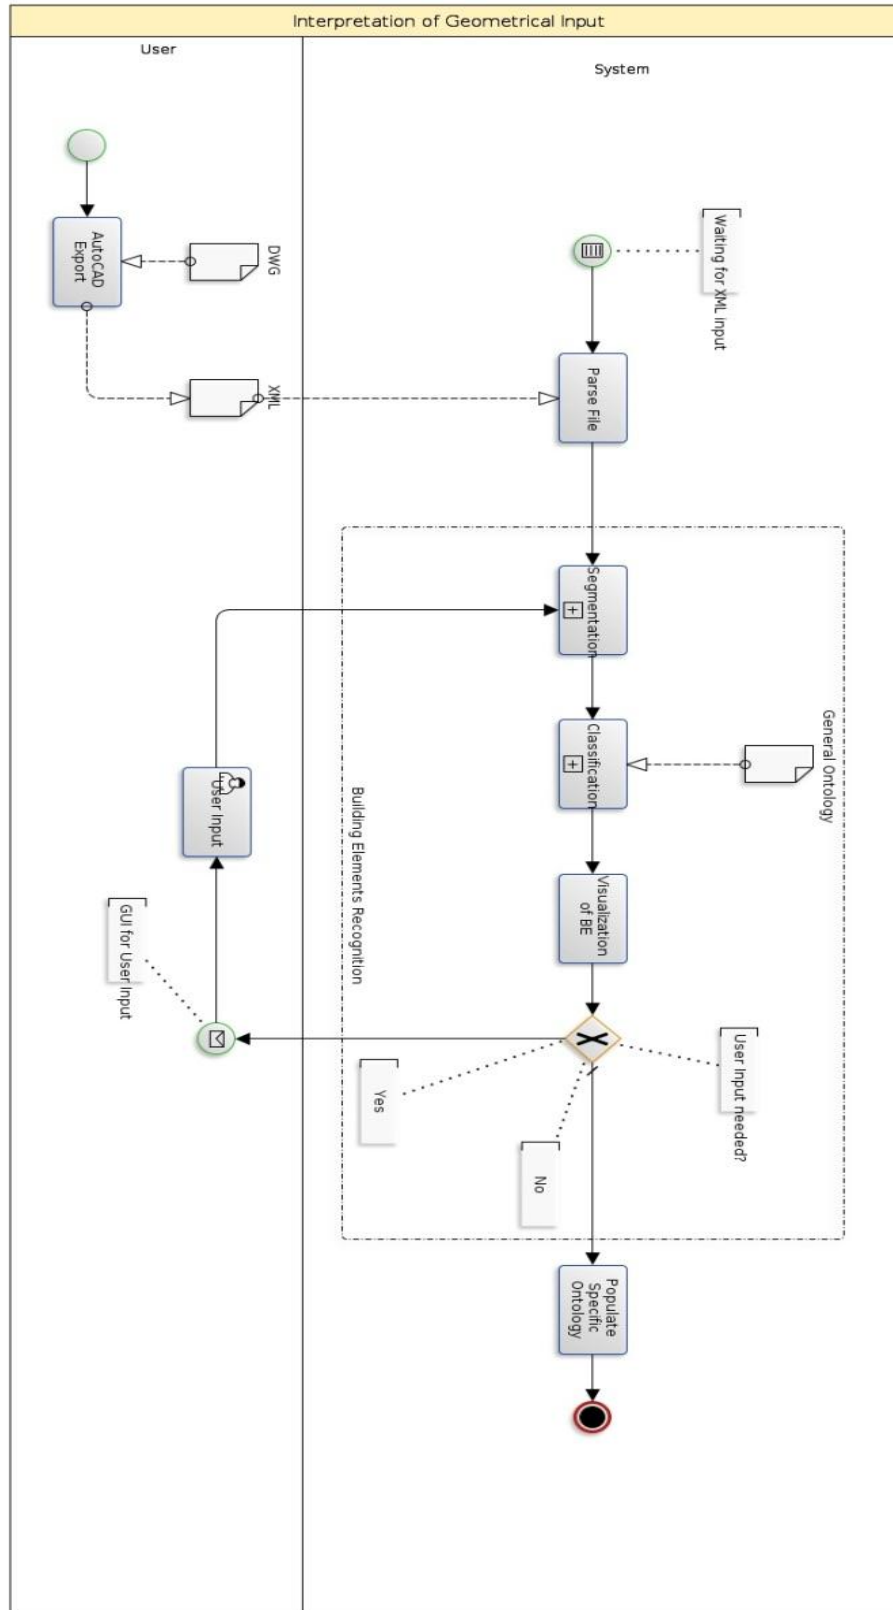 Interpretation of Geometrical Input
User
System
Waiting for XML input
AutoCAD
Export
DWG
XML
Parse File
Segmentation
Classification
General Ontology
User Input
Building Elements Recognition
Visualization
of BE
GUI for User Input
User Input needed?
Yes
No
Populate
Specific
Ontology